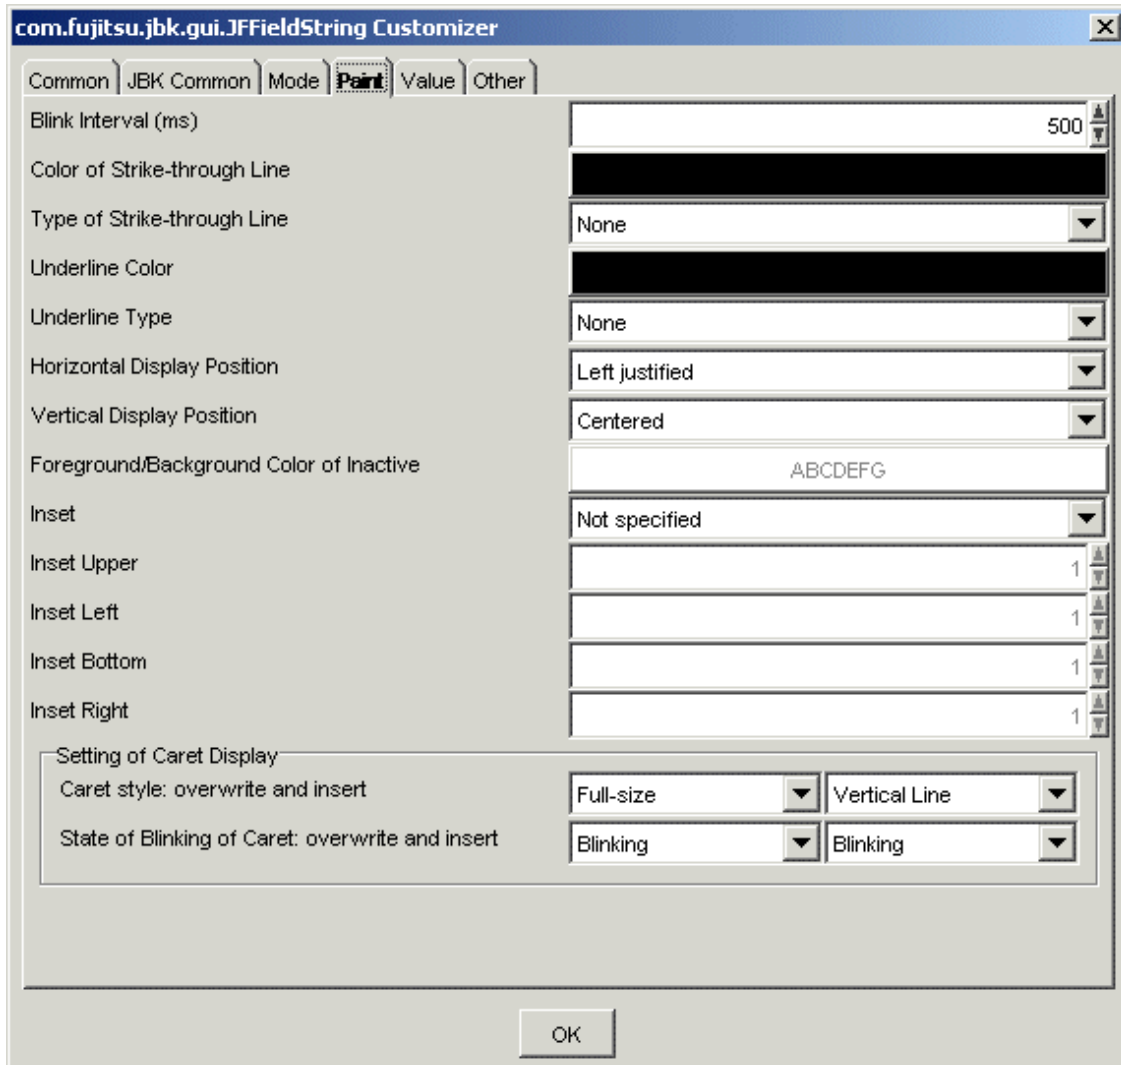 com.fujitsu.jbk.gui.JFFieldString Customizer
Common JBK Common Mode Paint Value Other
Blink Interval (ms) 500
Color of Strike-through Line
Type of Strike-through Line None
Underline Color
Underline Type None
Horizontal Display Position Left justified
Vertical Display Position Centered
Foreground/Background Color of Inactive ABCDEFG
Inset Not specified
Inset Upper 1
Inset Left 1
Inset Bottom 1
Inset Right 1
Setting of Caret Display
Caret style: overwrite and insert Full-size Vertical Line
State of Blinking of Caret: overwrite and insert Blinking Blinking
OK